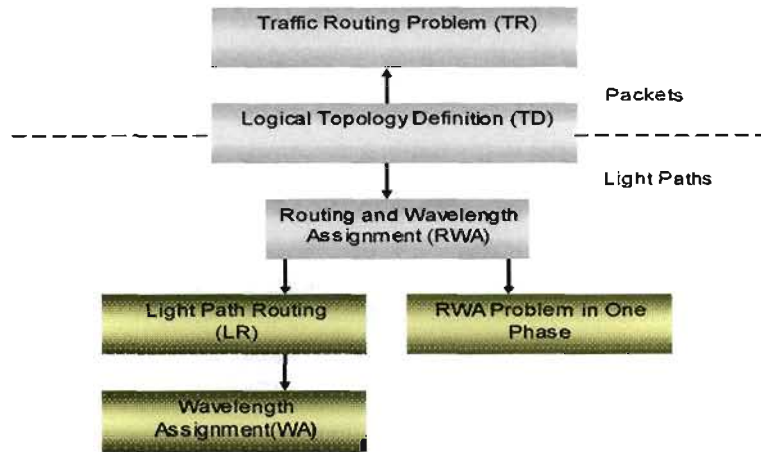 Traffic Routing Problem (TR)
Packets
Logical Topology Definition (TD)
Light Paths
Routing and Wavelength
Assignment (RWA)
Light Path Routing
(LR)
RWA Problem in One
Phase
Wavelength
Assignment(WA)